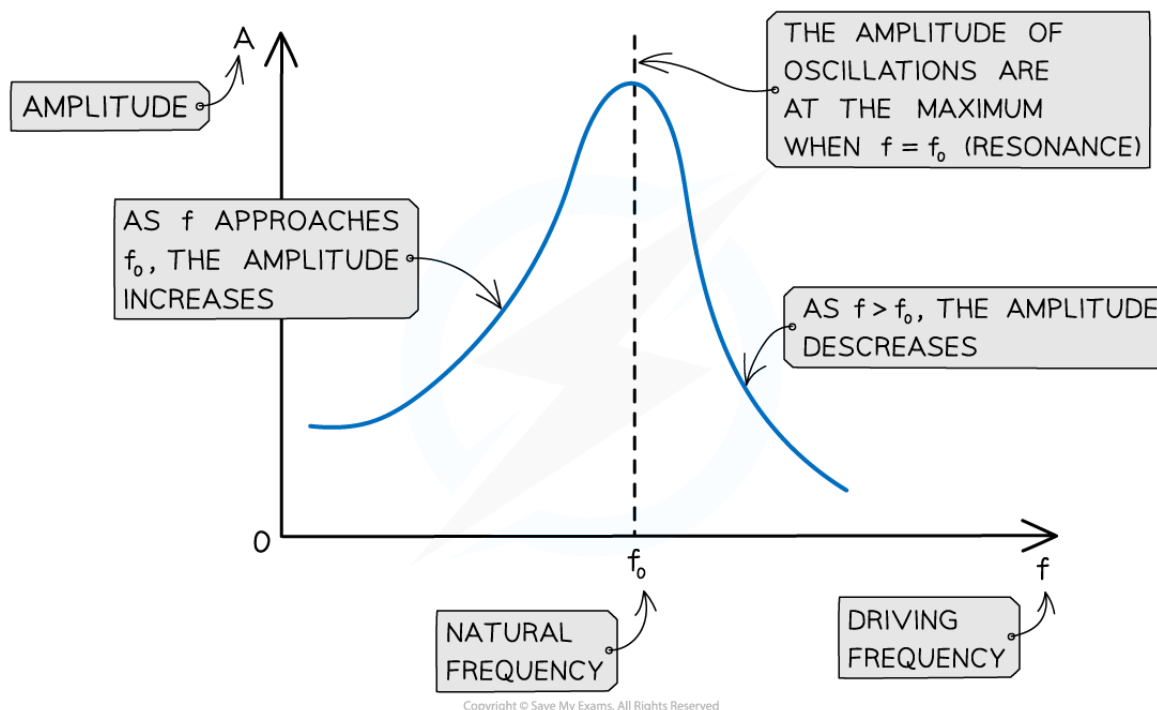 A
AMPLITUDE
THE AMPLITUDE OF
OSCILLATIONS ARE
AT THE MAXIMUM
WHEN f = f₀ (RESONANCE)
AS f APPROACHES
f₀, THE AMPLITUDE
INCREASES
AS f > f₀, THE AMPLITUDE
DESCREASES
0
f₀
f
NATURAL
FREQUENCY
DRIVING
FREQUENCY
Copyright © Save My Exams. All Rights Reserved